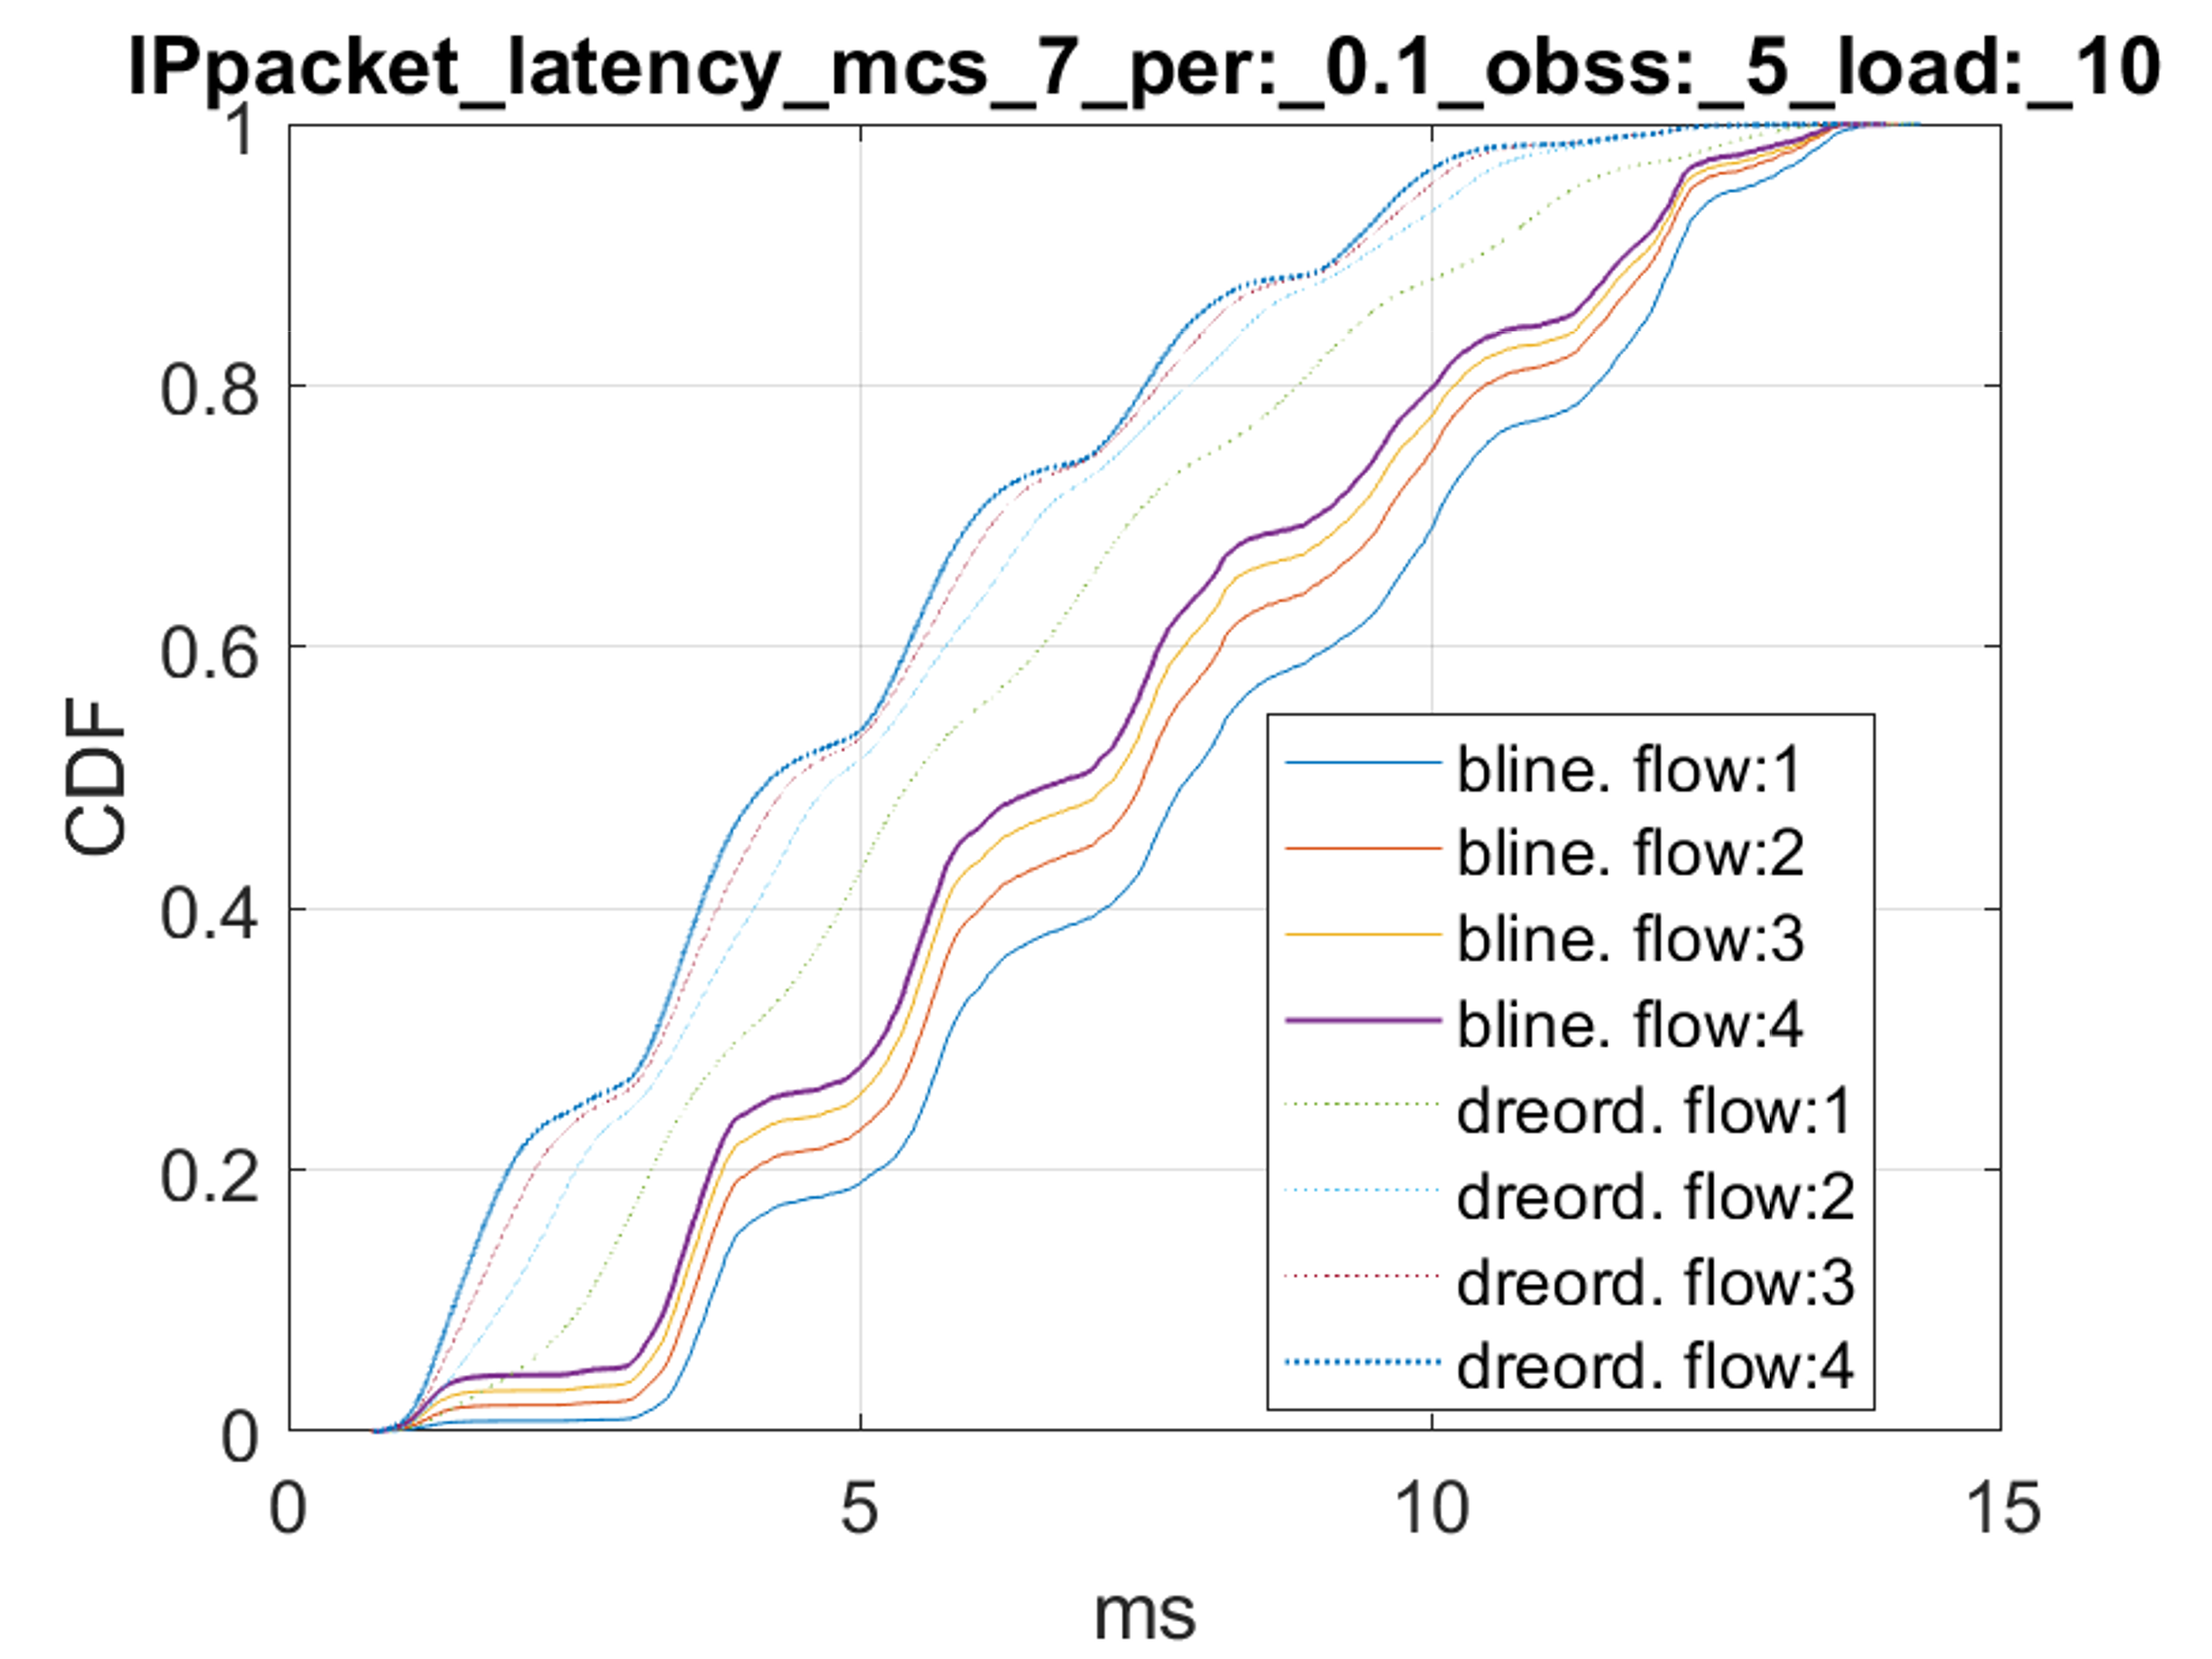 IPpacket_latency_mcs_7_per:_0.1_obss:_5_load:_10
1
0.8
0.6
0.4
0.2
0
CDF
bline. flow:1
bline. flow:2
bline. flow:3
bline. flow:4
dreord. flow:1
dreord. flow:2
dreord. flow:3
dreord. flow:4
0 5 10 15
ms